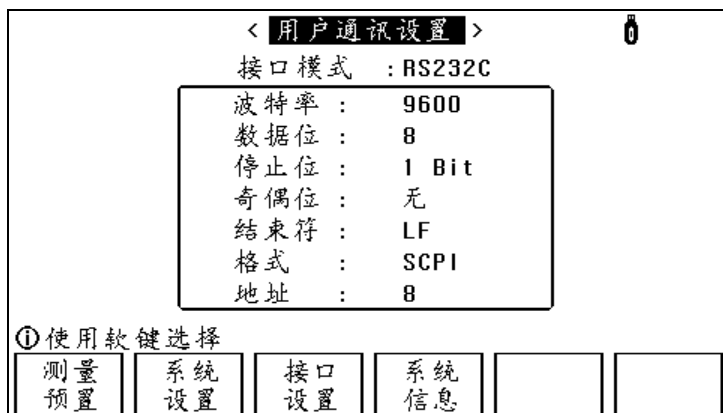 < 用户通讯设置 >
接口模式 :RS232C
波特率 : 9600
数据位 : 8
停止位 : 1 Bit
奇偶位 : 无
结束符 : LF
格式 : SCPI
地址 : 8
使用软键选择
测量预置 系统设置 接口设置 系统信息